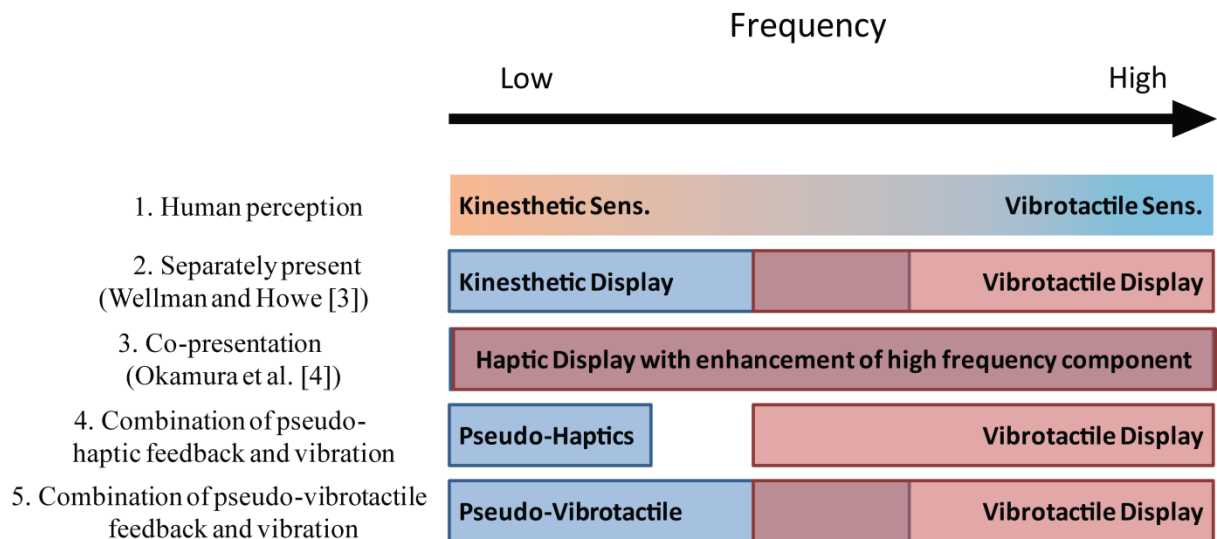 Frequency
Low High
1. Human perception
Kinesthetic Sens. Vibrotactile Sens.
2. Separately present
(Wellman and Howe [3])
Kinesthetic Display Vibrotactile Display
3. Co-presentation
(Okamura et al. [4])
Haptic Display with enhancement of high frequency component
4. Combination of pseudo-
haptic feedback and vibration
Pseudo-Haptics Vibrotactile Display
5. Combination of pseudo-vibrotactile
feedback and vibration
Pseudo-Vibrotactile Vibrotactile Display